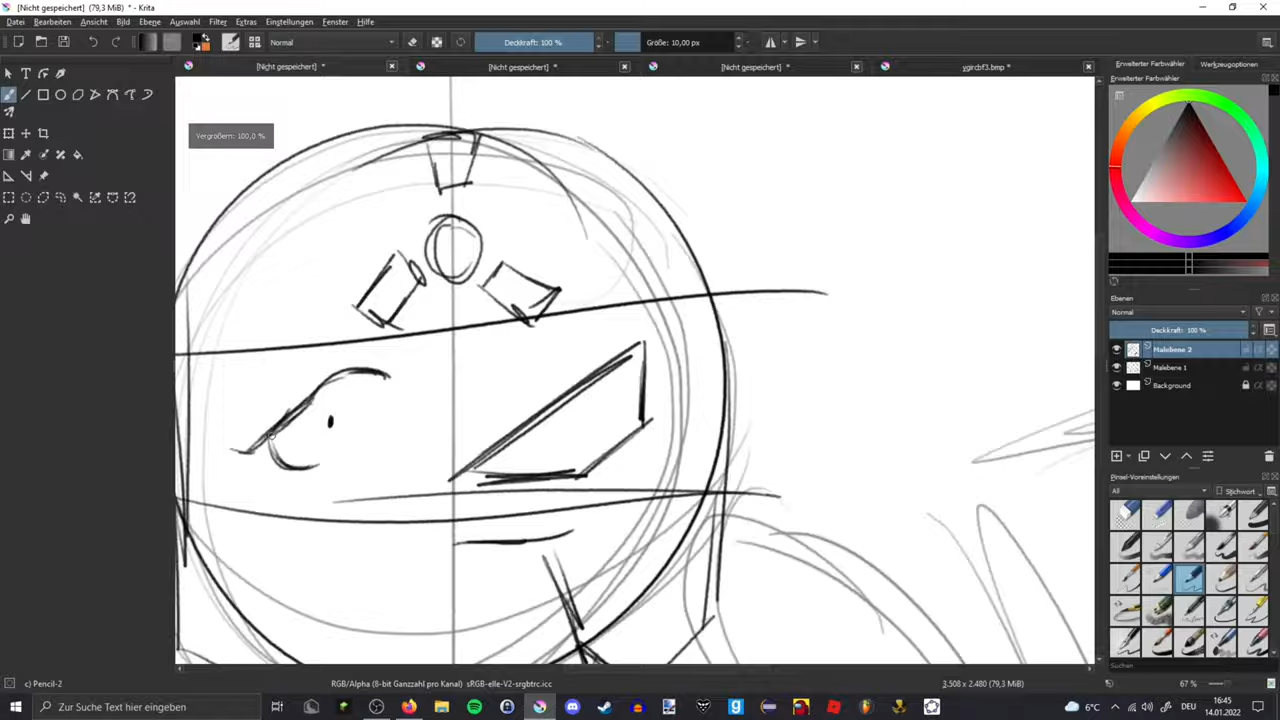 [Nicht gespeichert] (79,3 MiB) * - Krita
Datei Bearbeiten Ansicht Bild Ebene Auswahl Filter Extras Einstellungen Fenster Hilfe
Normal Deckkraft: 100 % Größe: 10,00 px
[Nicht gespeichert] * [Nicht gespeichert] * [Nicht gespeichert] * ygircbf3.bmp *
Erweiterter Farbwähler Werkzeugoptionen
Erweiterter Farbwähler
Vergrößern: 100,0 %
Ebenen
Normal
Deckkraft: 100 %
Malebene 2
Malebene 1
Background
Pinsel-Voreinstellungen
All Stichwort
Suchen
c) Pencil-2 RGB/Alpha (8-bit Ganzzahl pro Kanal) sRGB-elle-V2-srgbtrc.icc 3.508 x 2.480 (79,3 MiB) 67 %
Zur Suche Text hier eingeben 6°C DEU 16:45
14.01.2022